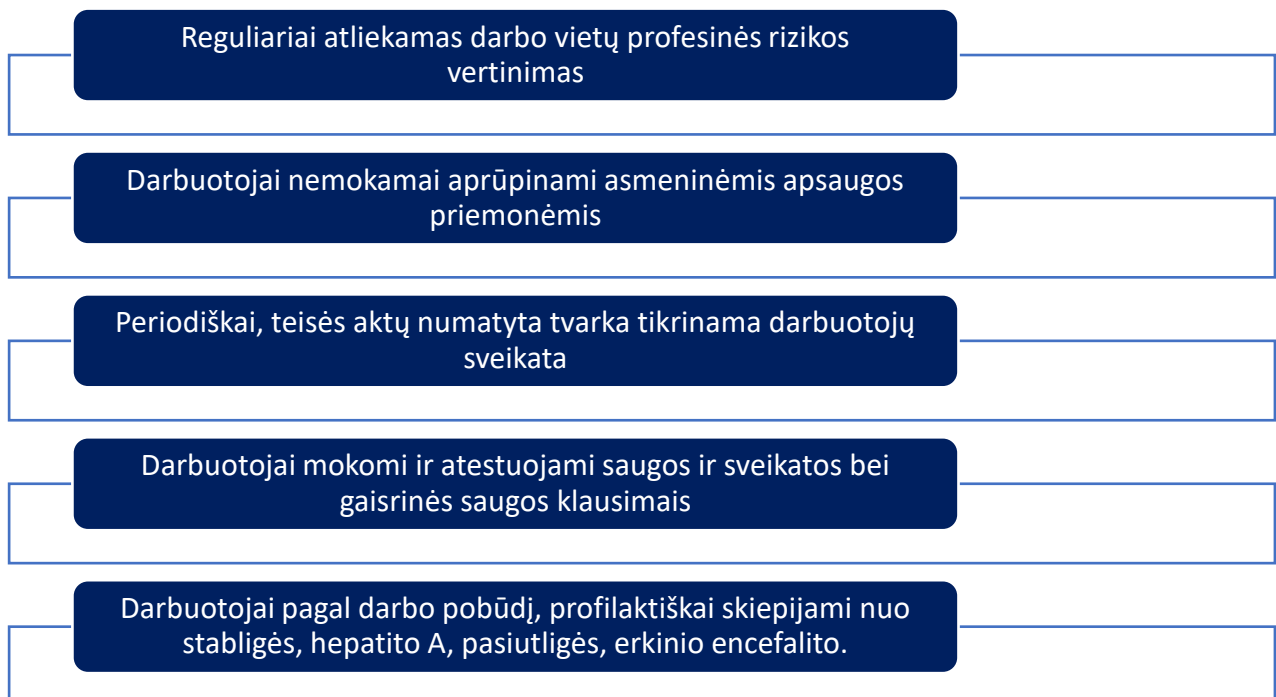 Reguliariai atliekamas darbo vietų profesinės rizikos
vertinimas
Darbuotojai nemokamai aprūpinami asmeninėmis apsaugos
priemonėmis
Periodiškai, teisės aktų numatyta tvarka tikrinama darbuotojų
sveikata
Darbuotojai mokomi ir atestuojami saugos ir sveikatos bei
gaisrinės saugos klausimais
Darbuotojai pagal darbo pobūdį, profilaktiškai skiepijami nuo
stabligės, hepatito A, pasiutligės, erkinio encefalito.